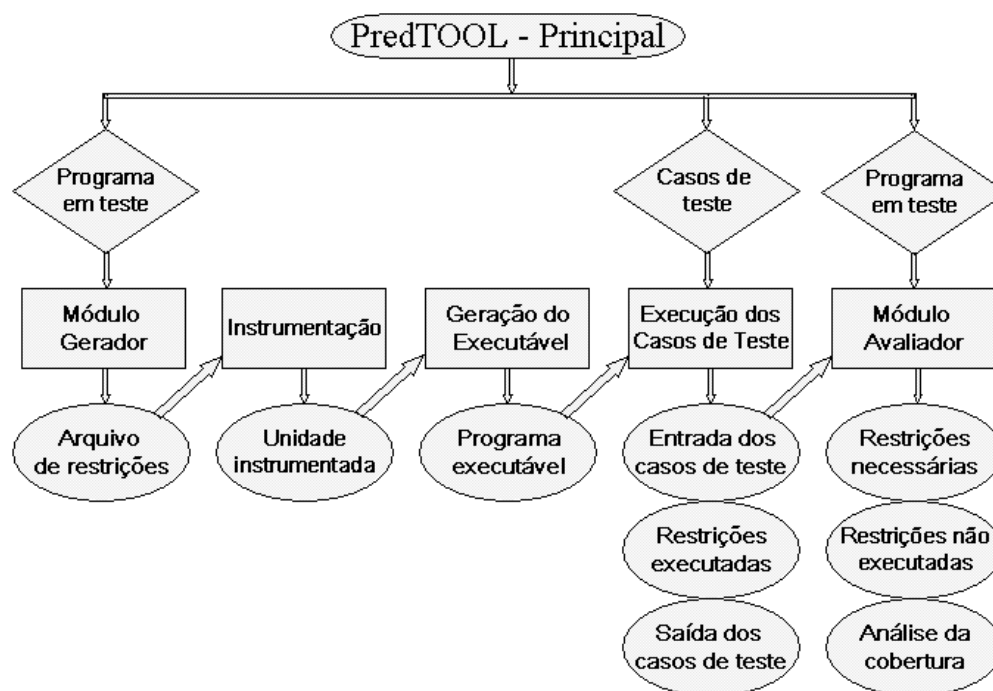 PredTOOL - Principal
Programa
em teste
Casos de
teste
Programa
em teste
Módulo
Gerador
Instrumentação
Geração do
Executável
Execução dos
Casos de Teste
Módulo
Avaliador
Arquivo
de restrições
Unidade
instrumentada
Programa
executável
Entrada dos
casos de teste
Restrições
necessárias
Restrições
executadas
Restrições não
executadas
Saída dos
casos de teste
Análise da
cobertura